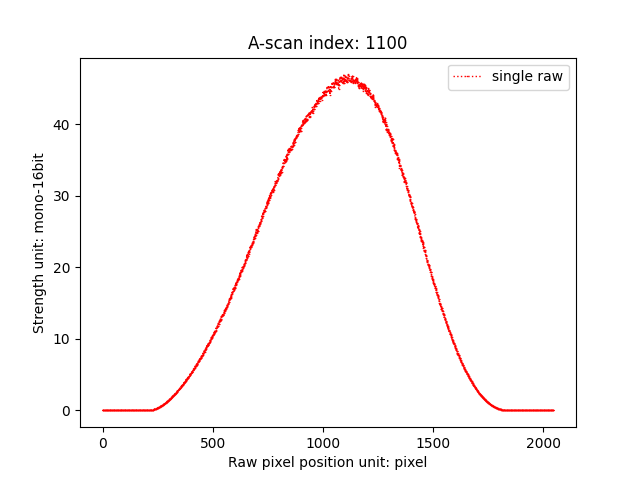 A-scan index: 1100
single raw
Strength unit: mono-16bit
40
30
20
10
0
0 500 1000 1500 2000
Raw pixel position unit: pixel